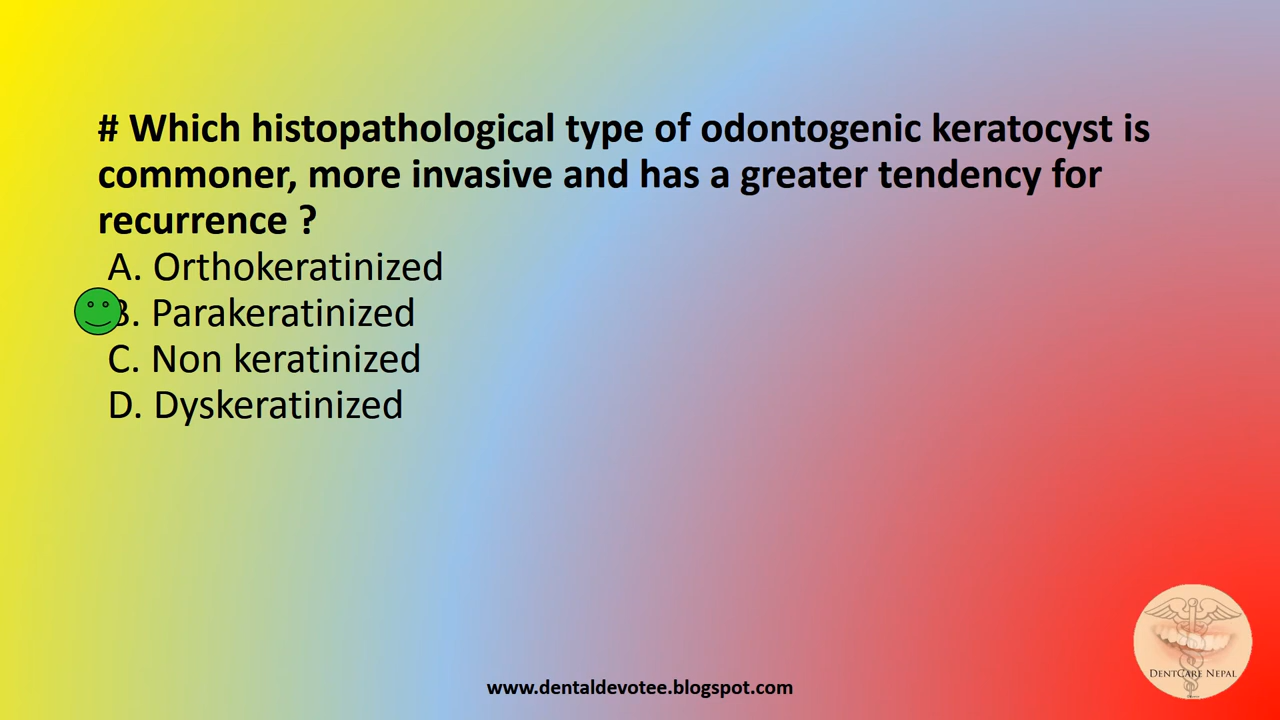 # Which histopathological type of odontogenic keratocyst is
commoner, more invasive and has a greater tendency for
recurrence ?
A. Orthokeratinized
B. Parakeratinized
C. Non keratinized
D. Dyskeratinized
DentCare Nepal
www.dentaldevotee.blogspot.com